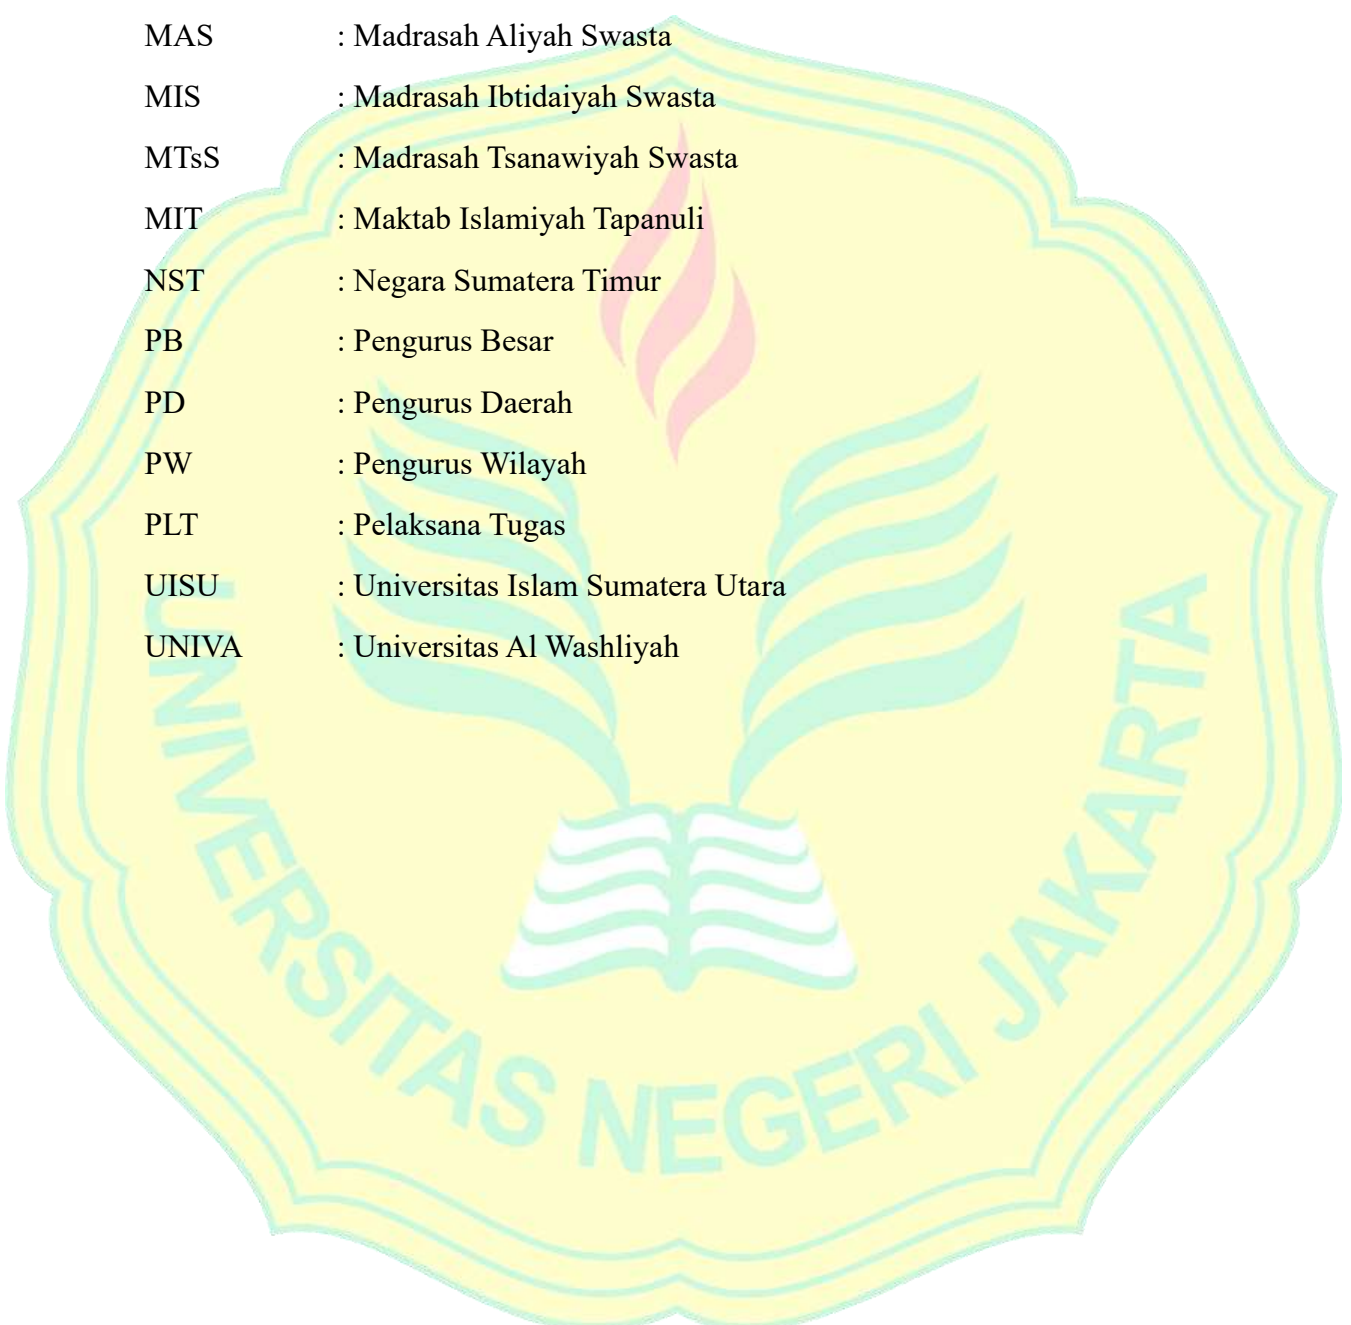 MAS : Madrasah Aliyah Swasta
MIS : Madrasah Ibtidaiyah Swasta
MTsS : Madrasah Tsanawiyah Swasta
MIT : Maktab Islamiyah Tapanuli
NST : Negara Sumatera Timur
PB : Pengurus Besar
PD : Pengurus Daerah
PW : Pengurus Wilayah
PLT : Pelaksana Tugas
UISU : Universitas Islam Sumatera Utara
UNIVA : Universitas Al Washliyah
UNIVERSITAS NEGERI JAKARTA